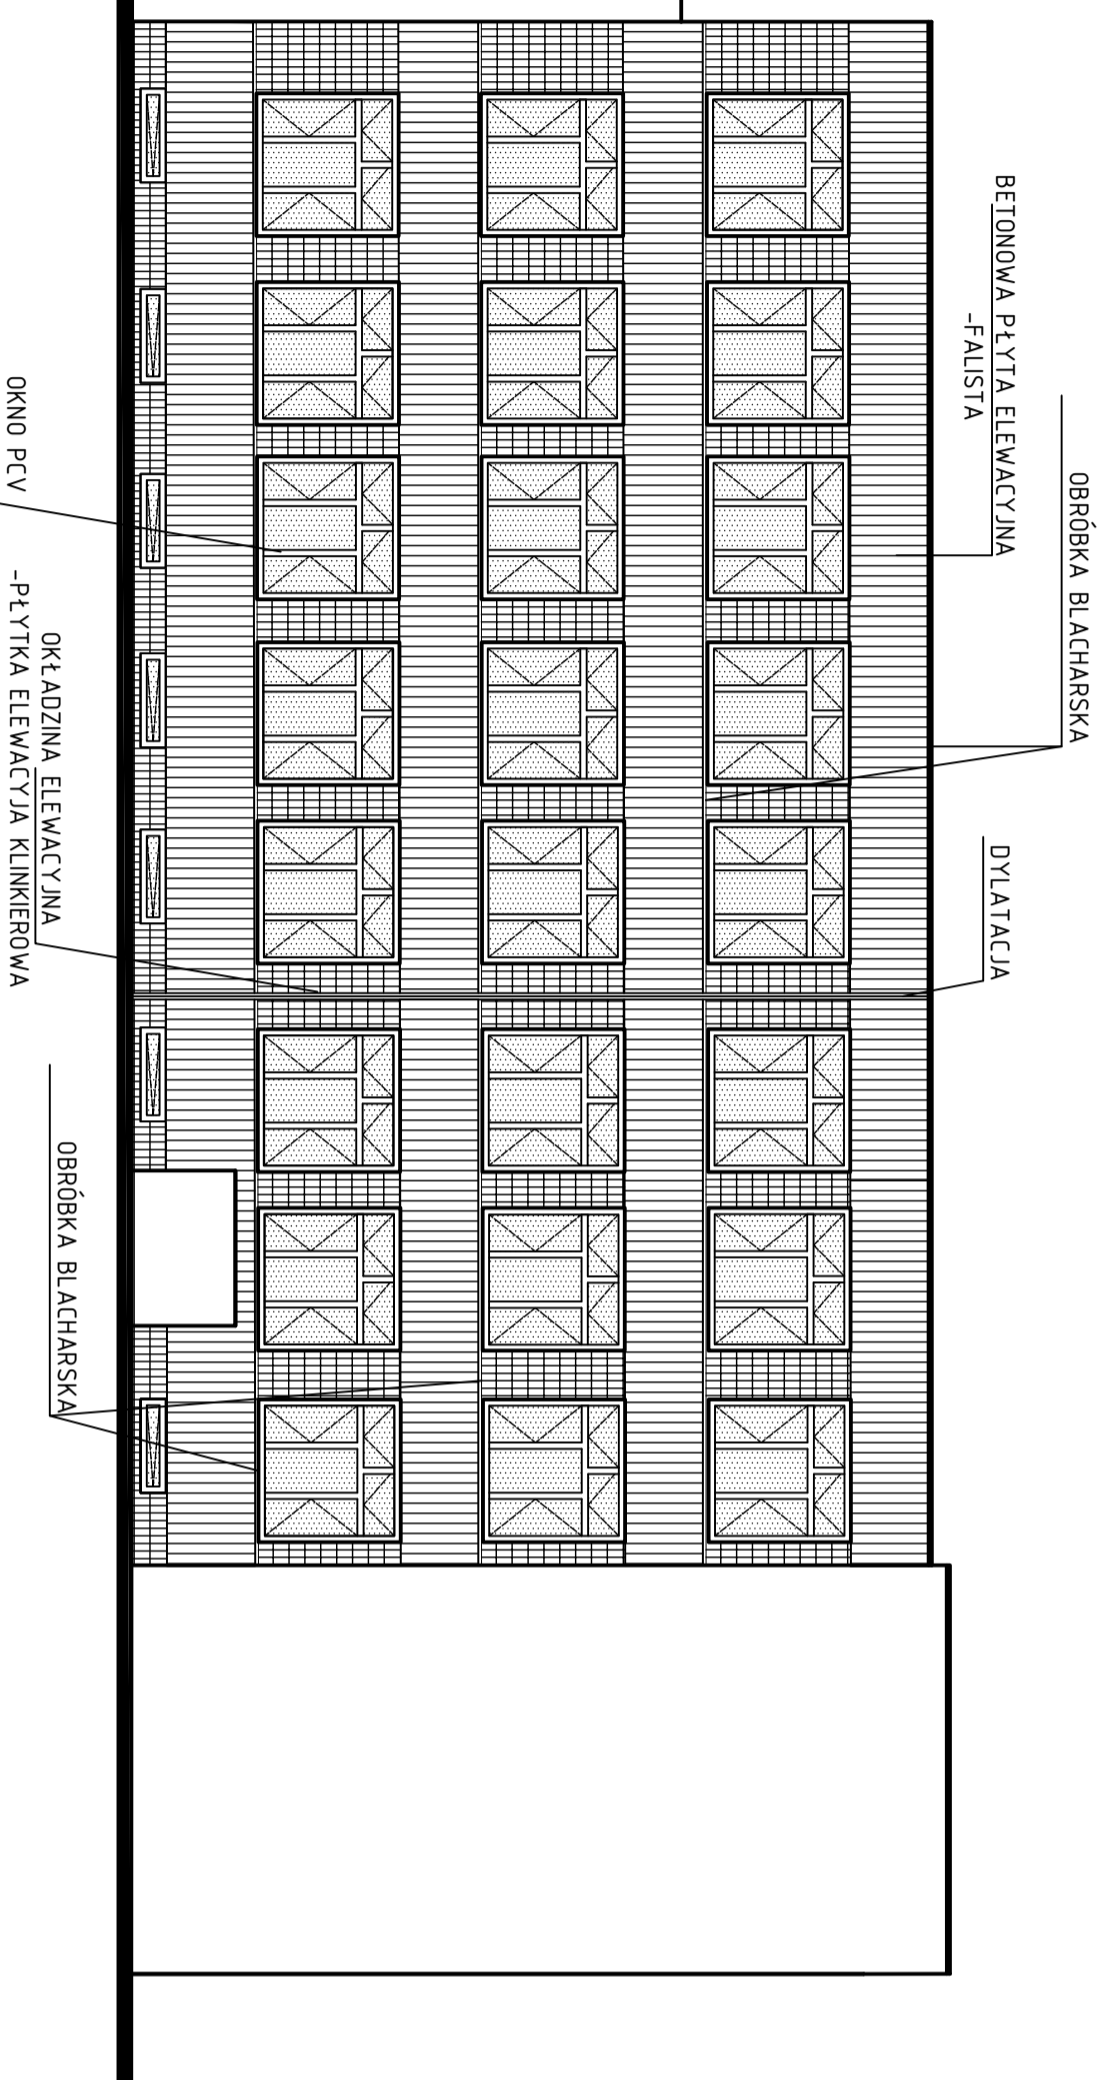 OBRÓBKA BLACHARSKA
BETONOWA PŁYTA ELEWACYJNA
-FALISTA
DYLATACJA
OKNO PCV
OKŁADZINA ELEWACYJNA
-PŁYTKA ELEWACYJA KLINKIEROWA
OBRÓBKA BLACHARSKA